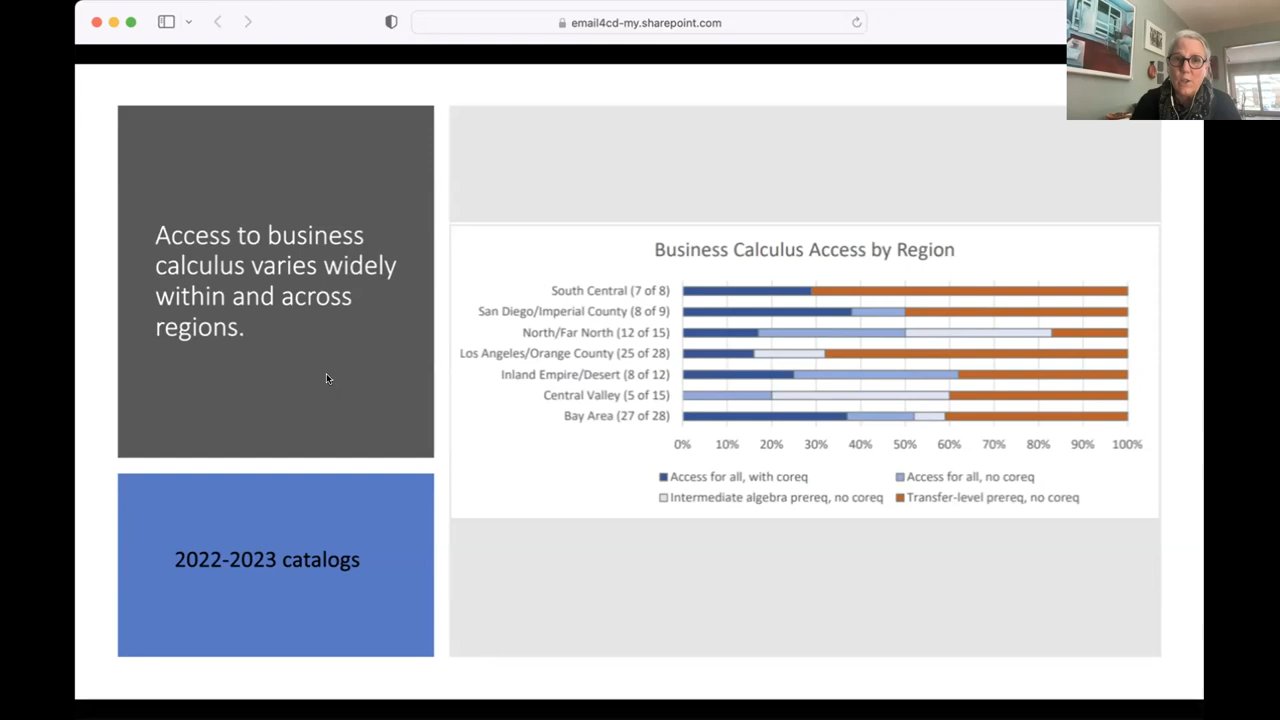 email4cd-my.sharepoint.com
Access to business
calculus varies widely
within and across
regions.
2022-2023 catalogs
Business Calculus Access by Region
South Central (7 of 8)
San Diego/Imperial County (8 of 9)
North/Far North (12 of 15)
Los Angeles/Orange County (25 of 28)
Inland Empire/Desert (8 of 12)
Central Valley (5 of 15)
Bay Area (27 of 28)
0% 10% 20% 30% 40% 50% 60% 70% 80% 90% 100%
Access for all, with coreq Access for all, no coreq
Intermediate algebra prereq, no coreq Transfer-level prereq, no coreq